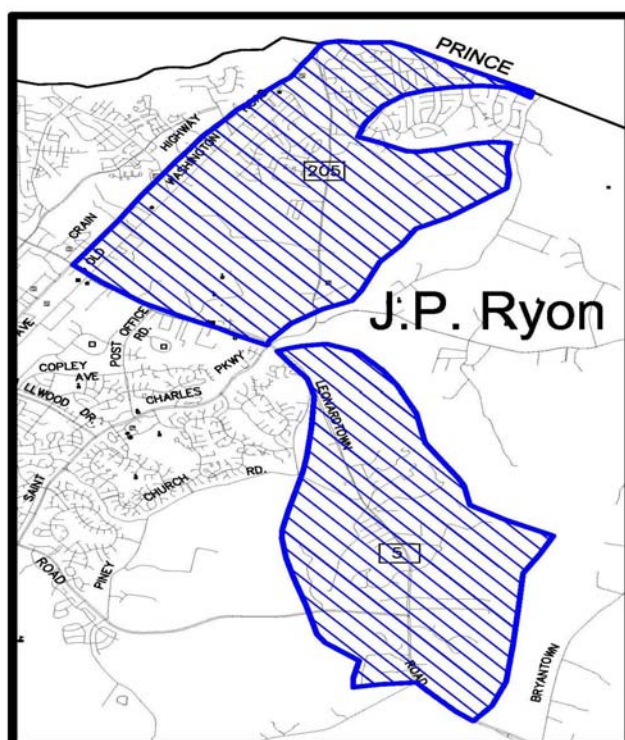 PRINCE
HIGHWAY
WASHINGTON
205
CRAIN
OLD
J.P. Ryon
AVE
POST OFFICE
RD.
PKWY
COPLEY
AVE
CHARLES
LLWOOD DR.
LEONARDTOWN
SAINT
CHURCH
RD.
5
ROAD
PINEY
ROAD
BRYANTOWN